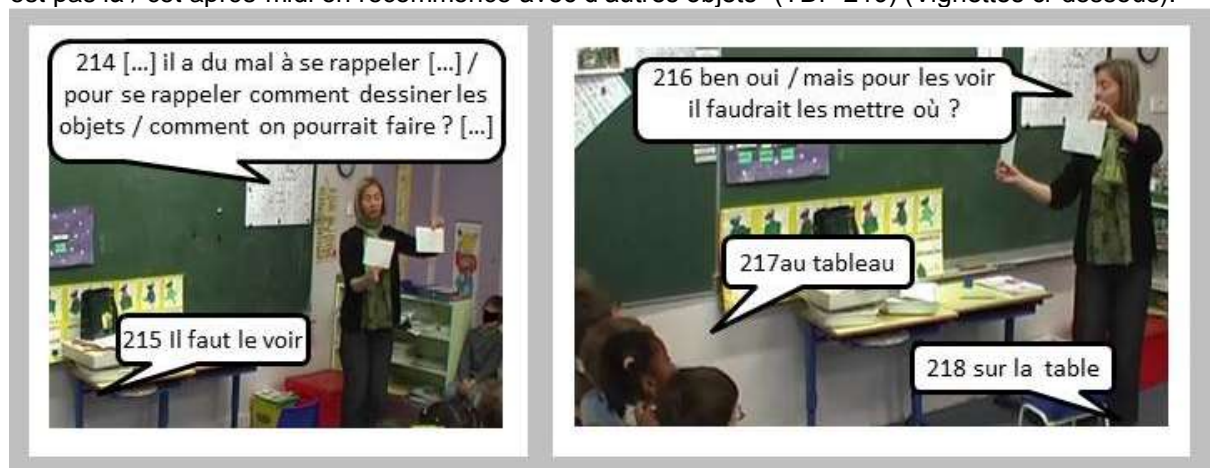 est pas là / cet après-midi on recommence avec d'autres objets" (TDP 219) (Vignettes ci-dessous).
214 [...] il a du mal à se rappeler [...] /
pour se rappeler comment dessiner les
objets / comment on pourrait faire ? [...]
215 Il faut le voir
216 ben oui / mais pour les voir
il faudrait les mettre où ?
217au tableau
218 sur la table